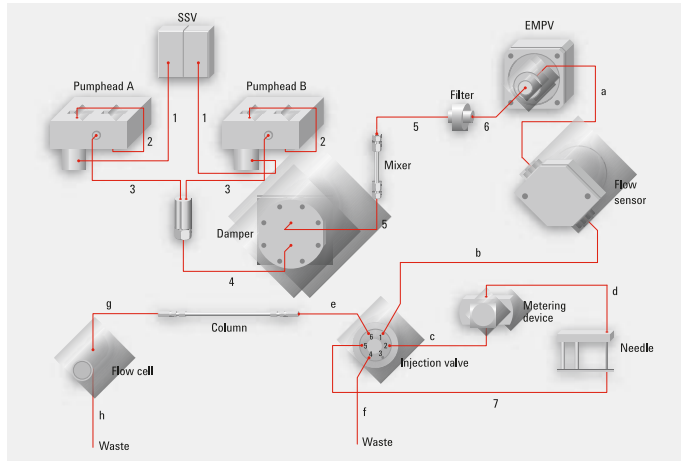 SSV
EMPV
Pumphead A
Pumphead B
Filter
a
1
1
2
2
5
6
3
3
Mixer
Flow
sensor
Damper
5
4
b
g
e
d
Metering
device
Column
c
6
1
5
2
4
3
Needle
Injection valve
Flow cell
7
h
f
Waste
Waste